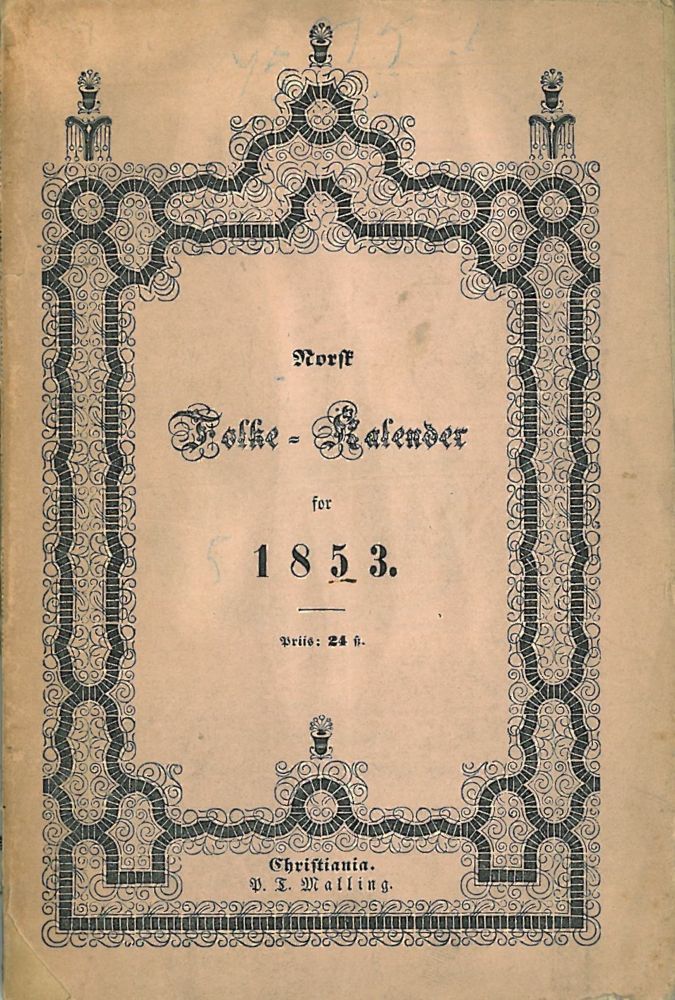 Norsk
Folke-Kalender
for
1853.
Priis: 24 ß.
Christiania.
P. T. Malling.